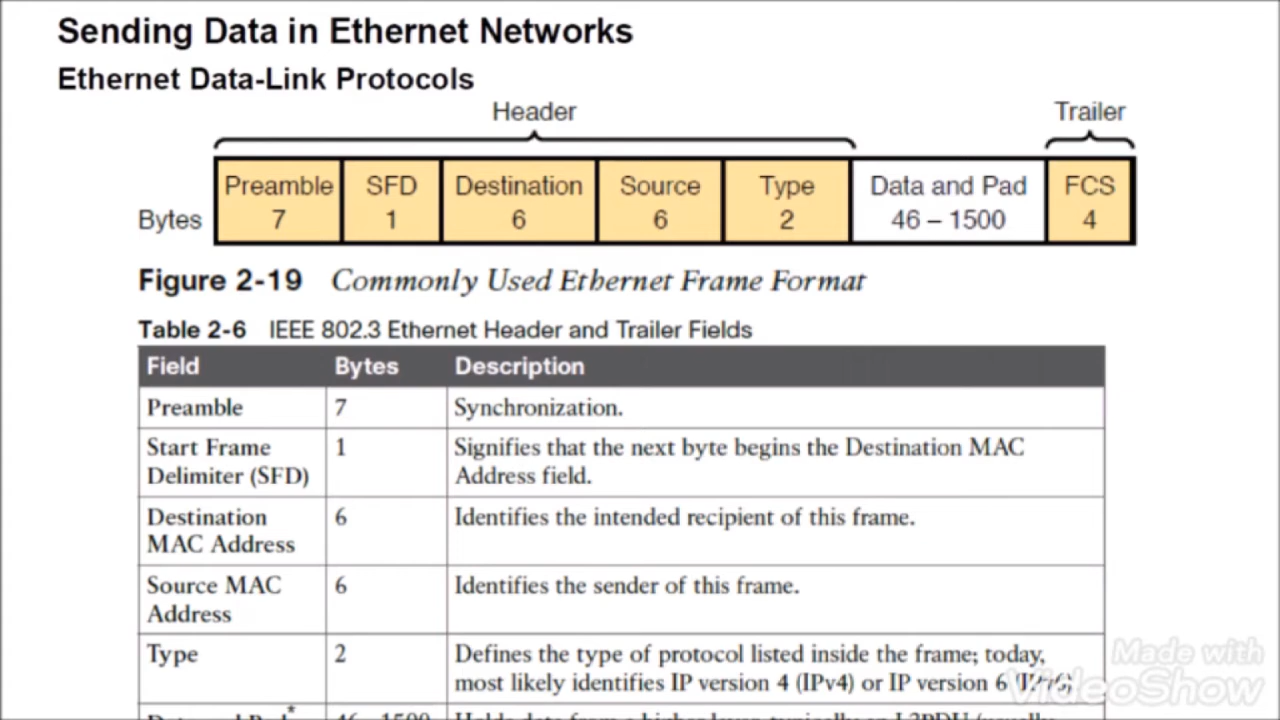 Sending Data in Ethernet Networks
Ethernet Data-Link Protocols
Header
Trailer
Preamble SFD Destination Source Type Data and Pad FCS
Bytes 7 1 6 6 2 46 – 1500 4
Figure 2-19 Commonly Used Ethernet Frame Format
Table 2-6 IEEE 802.3 Ethernet Header and Trailer Fields
Field Bytes Description
Preamble 7 Synchronization.
Start Frame 1 Signifies that the next byte begins the Destination MAC
Delimiter (SFD) Address field.
Destination 6 Identifies the intended recipient of this frame.
MAC Address
Source MAC 6 Identifies the sender of this frame.
Address
Type 2 Defines the type of protocol listed inside the frame; today,
most likely identifies IP version 4 (IPv4) or IP version 6 (IPv6)
Made with
VideoShow